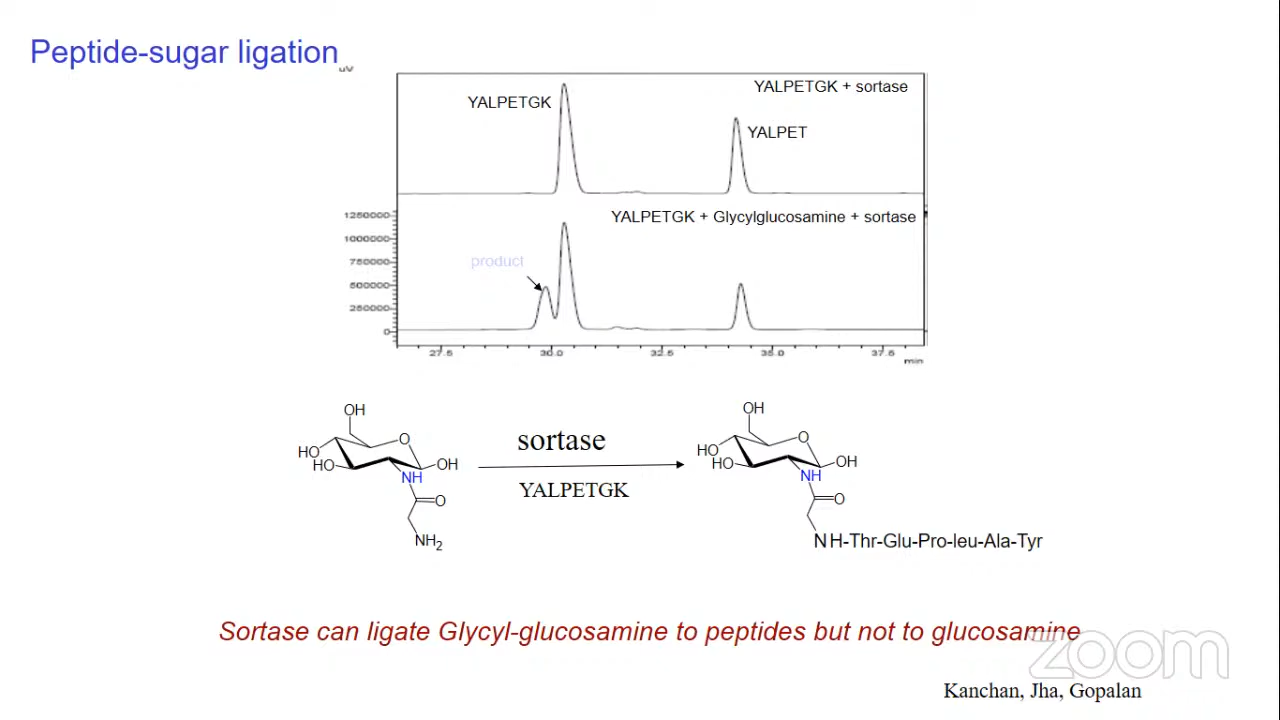 Peptide-sugar ligation
uV
YALPETGK + sortase
YALPETGK
YALPET
YALPETGK + Glycylglucosamine + sortase
product
1250000
1000000
750000
500000
250000
0
27.5 30.0 32.5 35.0 37.5
min
OH
HO
HO
O
OH
NH
O
NH2
sortase
YALPETGK
OH
HO
HO
O
OH
NH
O
NH-Thr-Glu-Pro-leu-Ala-Tyr
Sortase can ligate Glycyl-glucosamine to peptides but not to glucosamine
zoom
Kanchan, Jha, Gopalan